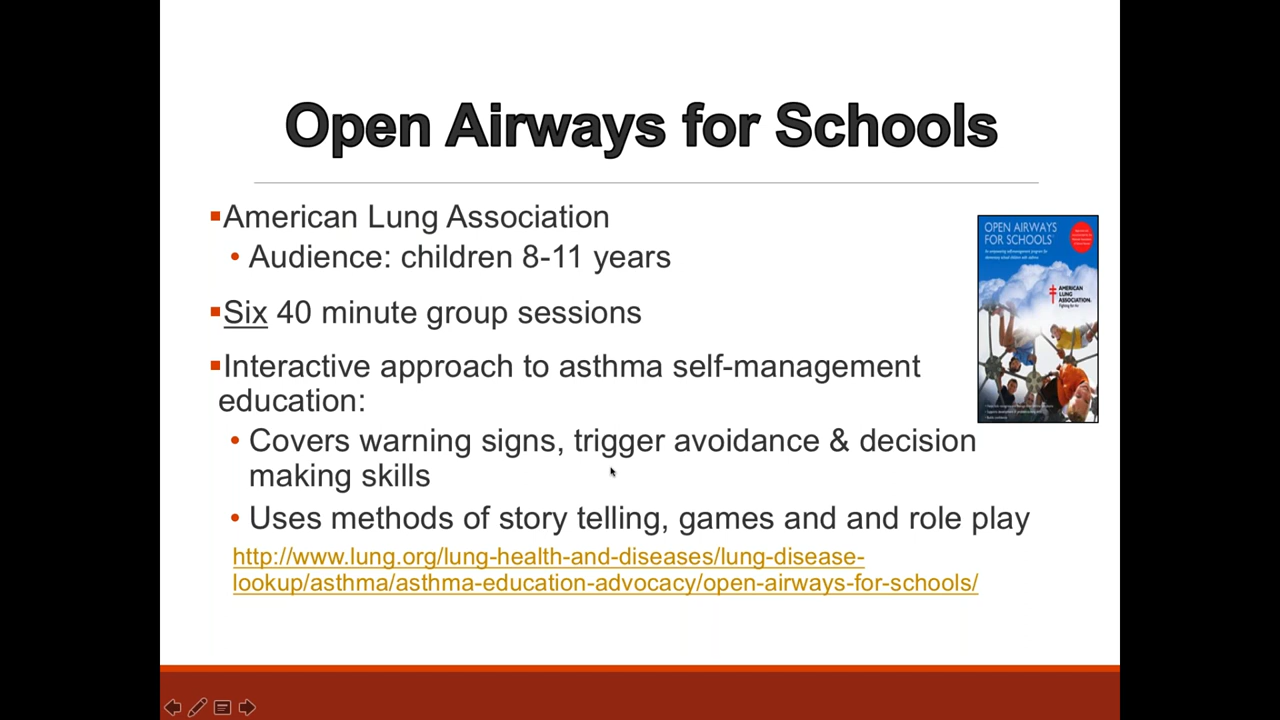 Open Airways for Schools
▪American Lung Association
• Audience: children 8-11 years
▪Six 40 minute group sessions
▪Interactive approach to asthma self-management
education:
• Covers warning signs, trigger avoidance & decision
making skills
• Uses methods of story telling, games and and role play
http://www.lung.org/lung-health-and-diseases/lung-disease-
lookup/asthma/asthma-education-advocacy/open-airways-for-schools/
OPEN AIRWAYS
FOR SCHOOLS
AMERICAN
LUNG
ASSOCIATION
Fighting for Air